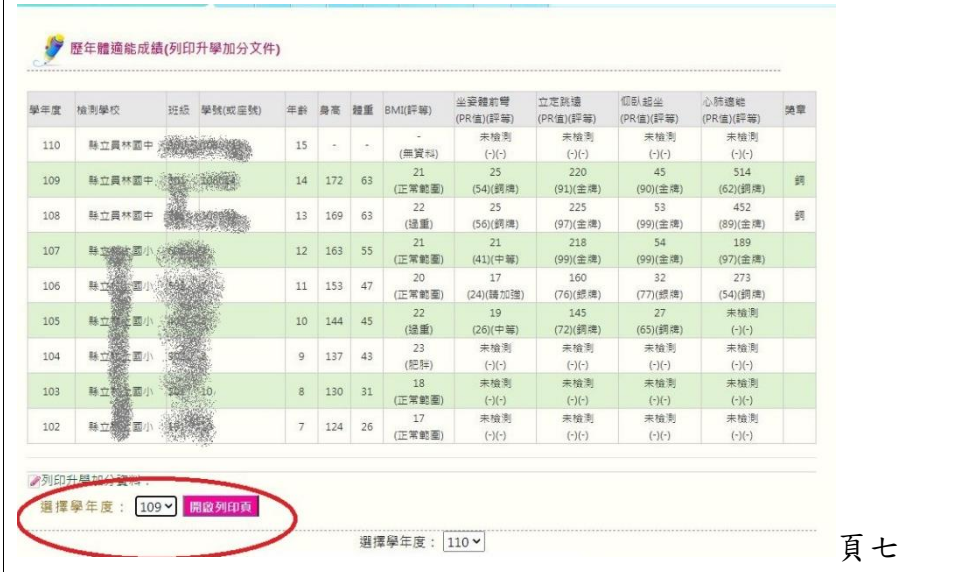 歷年體適能成績(列印升學加分文件)
學年度 檢測學校 班級 學號(或座號) 年齡 身高 體重 BMI(評等) 坐姿體前彎 (PR值)(評等) 立定跳遠 (PR值)(評等) 仰臥起坐 (PR值)(評等) 心肺適能 (PR值)(評等) 獎章
110 縣立員林國中 15 - - - (無資料) 未檢測 (-)(-) 未檢測 (-)(-) 未檢測 (-)(-) 未檢測 (-)(-)
109 縣立員林國中 14 172 63 21 (正常範圍) 25 (54)(銅牌) 220 (91)(金牌) 45 (90)(金牌) 514 (62)(銅牌) 銅
108 縣立員林國中 13 169 63 22 (過重) 25 (56)(銅牌) 225 (97)(金牌) 53 (99)(金牌) 452 (89)(金牌) 銅
107 縣立 國小 12 163 55 21 (正常範圍) 21 (41)(中等) 218 (99)(金牌) 54 (99)(金牌) 189 (97)(金牌)
106 縣立 國小 11 153 47 20 (正常範圍) 17 (24)(請加強) 160 (76)(銀牌) 32 (77)(銀牌) 273 (54)(銅牌)
105 縣立 國小 10 144 45 22 (過重) 19 (26)(中等) 145 (72)(銅牌) 27 (65)(銅牌) 未檢測 (-)(-)
104 縣立 國小 9 137 43 23 (肥胖) 未檢測 (-)(-) 未檢測 (-)(-) 未檢測 (-)(-) 未檢測 (-)(-)
103 縣立 國小 8 130 31 18 (正常範圍) 未檢測 (-)(-) 未檢測 (-)(-) 未檢測 (-)(-) 未檢測 (-)(-)
102 縣立 國小 7 124 26 17 (正常範圍) 未檢測 (-)(-) 未檢測 (-)(-) 未檢測 (-)(-) 未檢測 (-)(-)
列印升學加分資料：
選擇學年度： 109 開啟列印頁
選擇學年度： 110
頁七